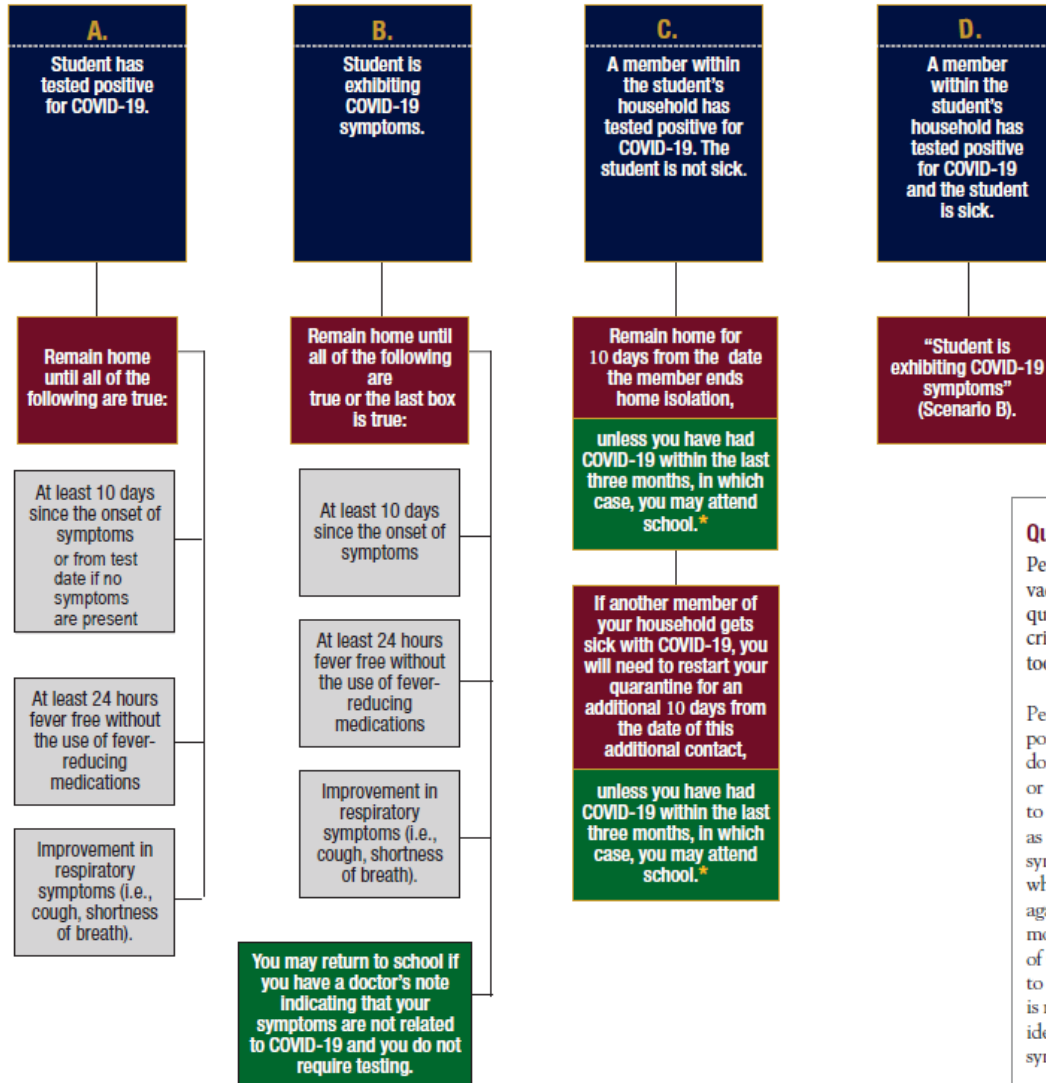 A.
Student has
tested positive
for COVID-19.
Remain home
until all of the
following are true:
At least 10 days
since the onset of
symptoms
or from test
date if no
symptoms
are present
At least 24 hours
fever free without
the use of fever-
reducing
medications
Improvement in
respiratory
symptoms (i.e.,
cough, shortness
of breath).
B.
Student is
exhibiting
COVID-19
symptoms.
Remain home until
all of the following
are
true or the last box
is true:
At least 10 days
since the onset of
symptoms
At least 24 hours
fever free without
the use of fever-
reducing
medications
Improvement in
respiratory
symptoms (i.e.,
cough, shortness
of breath).
You may return to school if
you have a doctor's note
indicating that your
symptoms are not related
to COVID-19 and you do not
require testing.
C.
A member within
the student's
household has
tested positive for
COVID-19. The
student is not sick.
Remain home for
10 days from the date
the member ends
home isolation,
unless you have had
COVID-19 within the last
three months, in which
case, you may attend
school.*
If another member of
your household gets
sick with COVID-19, you
will need to restart your
quarantine for an
additional 10 days from
the date of this
additional contact,
unless you have had
COVID-19 within the last
three months, in which
case, you may attend
school.*
D.
A member
within the
student's
household has
tested positive
for COVID-19
and the student
is sick.
“Student is
exhibiting COVID-19
symptoms”
(Scenario B).
or
to
as
of
to
is